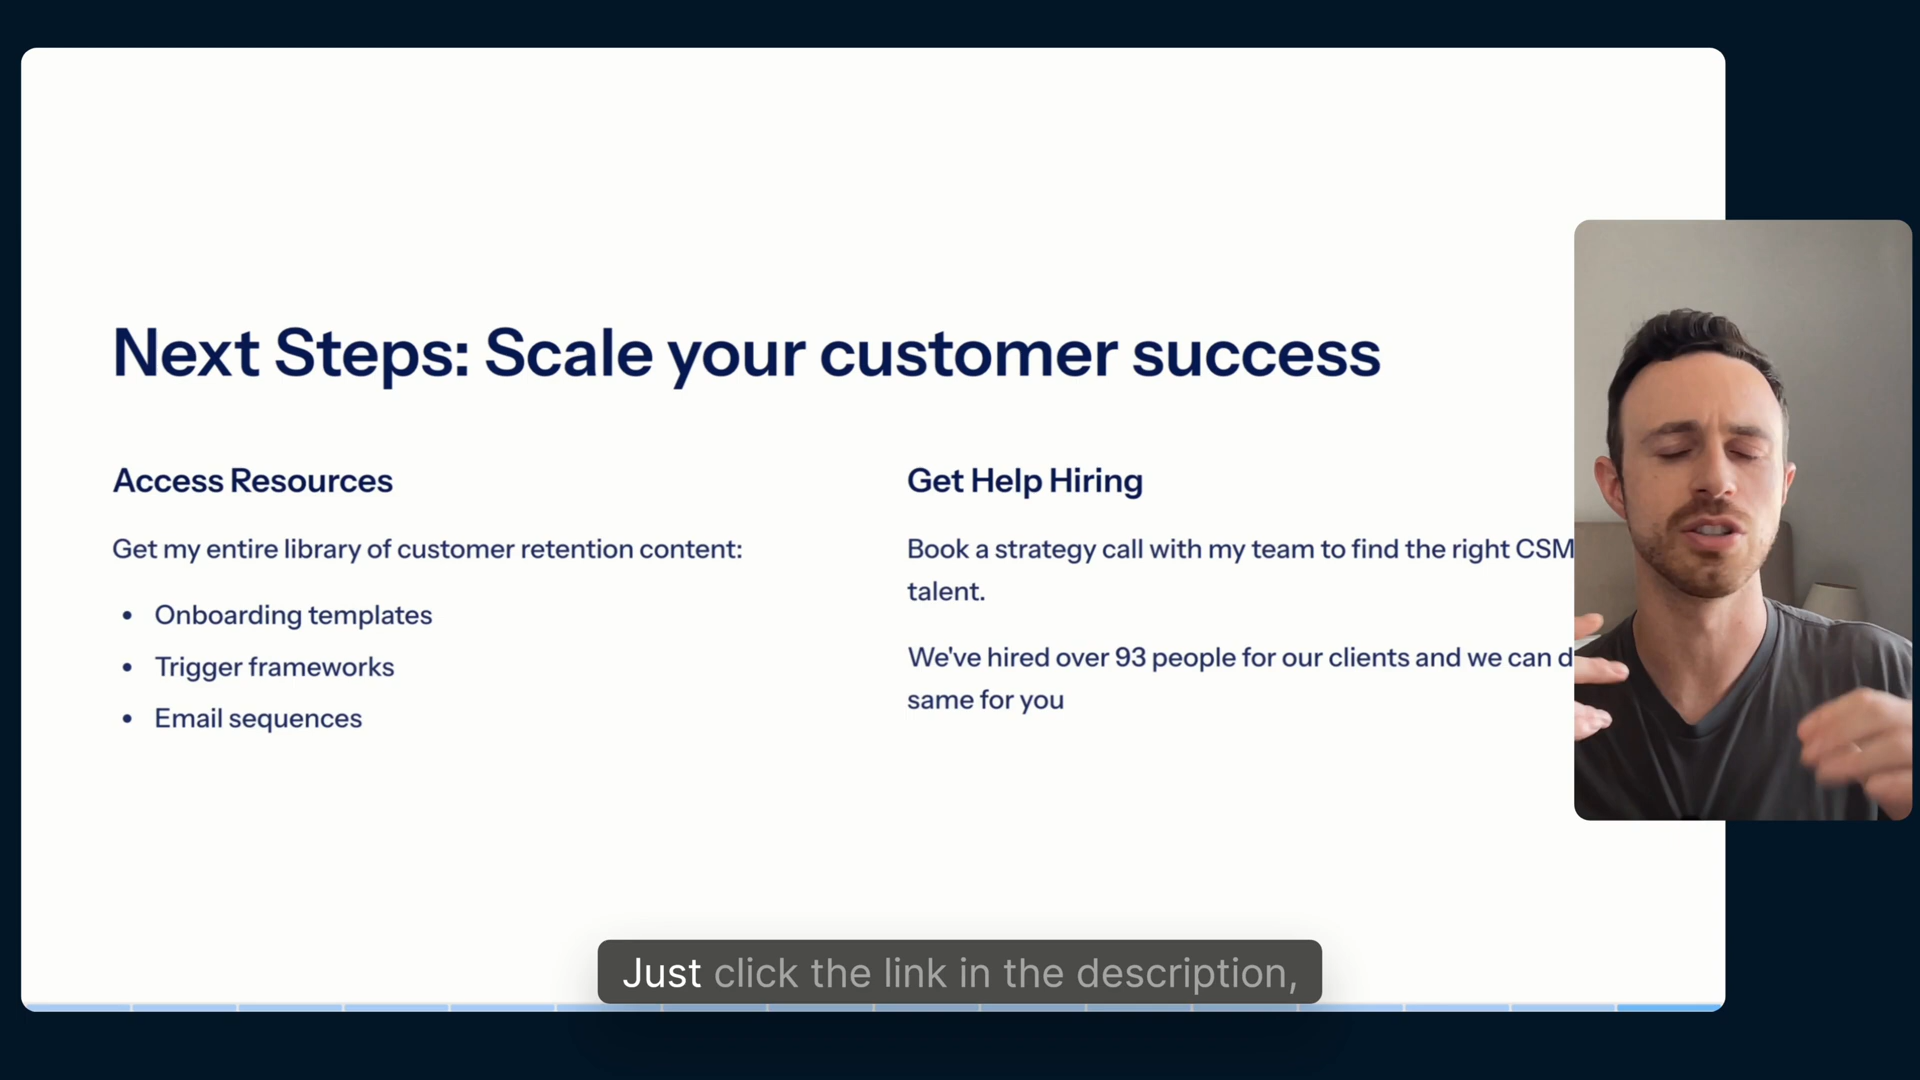 Next Steps: Scale your customer success
Access Resources
Get my entire library of customer retention content:
• Onboarding templates
• Trigger frameworks
• Email sequences
Get Help Hiring
Book a strategy call with my team to find the right CSM
talent.
We've hired over 93 people for our clients and we can
same for you
Just click the link in the description,